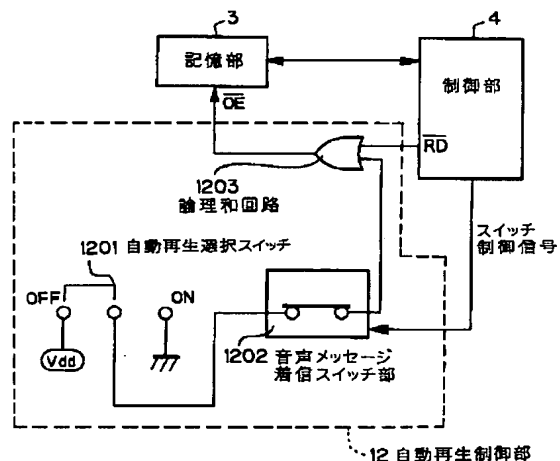 3
記憶部
4
制御部
OE
RD
1203
論理和回路
スイッチ
制御信号
1201 自動再生選択スイッチ
OFF
ON
Vdd
1202 音声メッセージ
着信スイッチ部
12 自動再生制御部